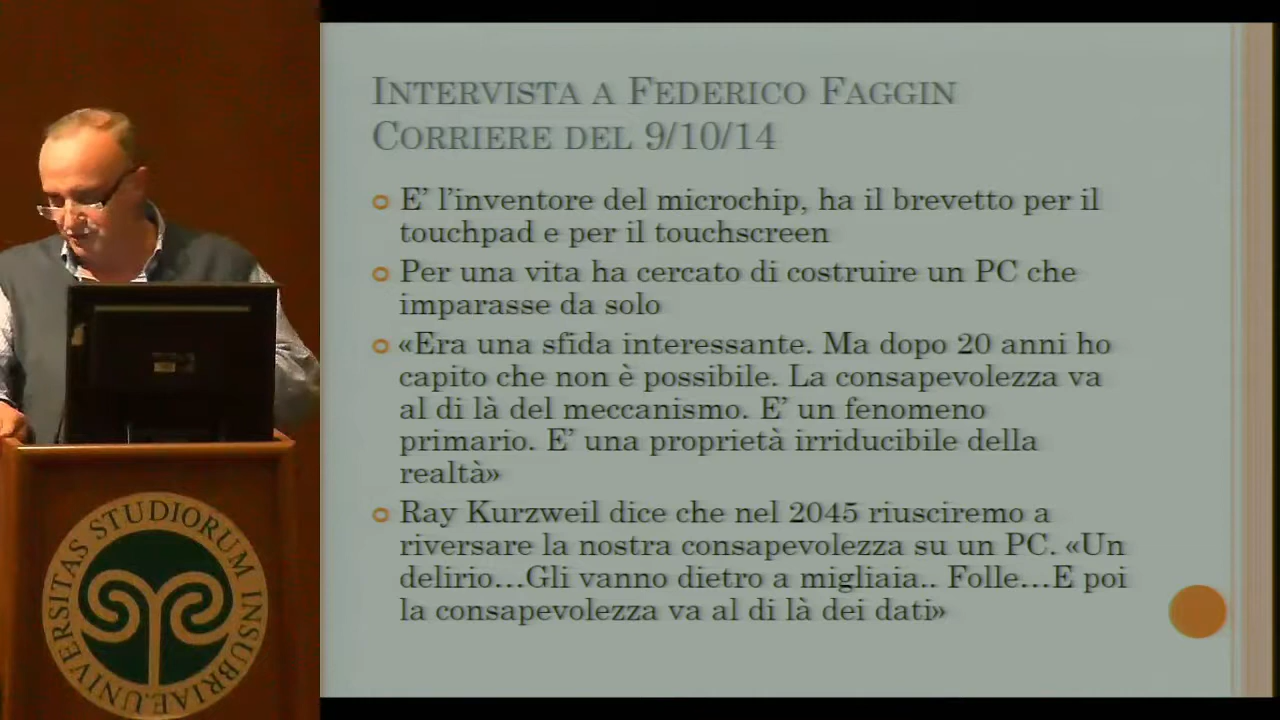 INTERVISTA A FEDERICO FAGGIN
CORRIERE DEL 9/10/14
E’ l’inventore del microchip, ha il brevetto per il
touchpad e per il touchscreen
Per una vita ha cercato di costruire un PC che
imparasse da solo
«Era una sfida interessante. Ma dopo 20 anni ho
capito che non è possibile. La consapevolezza va
al di là del meccanismo. E’ un fenomeno
primario. E’ una proprietà irriducibile della
realtà»
Ray Kurzweil dice che nel 2045 riusciremo a
riversare la nostra consapevolezza su un PC. «Un
delirio…Gli vanno dietro a migliaia.. Folle…E poi
la consapevolezza va al di là dei dati»
UNIVERSITAS STUDIORUM INSUBRIAE